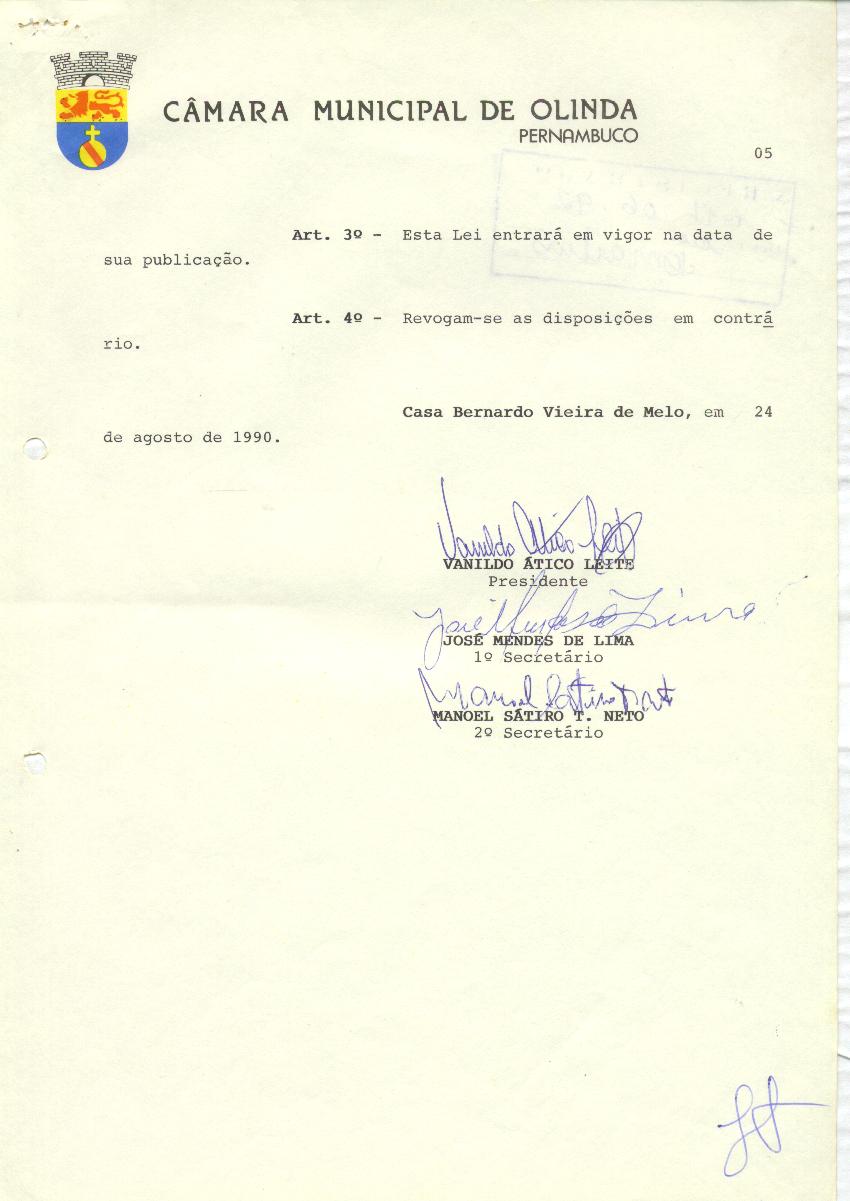 CÂMARA MUNICIPAL DE OLINDA
PERNAMBUCO
05
Art. 3º - Esta Lei entrará em vigor na data de
sua publicação.
Art. 4º - Revogam-se as disposições em contrá
rio.
Casa Bernardo Vieira de Melo, em 24
de agosto de 1990.
Vanildo Ático Leite
VANILDO ÁTICO LEITE
Presidente
José Mendes de Lima
JOSÉ MENDES DE LIMA
1º Secretário
Manoel Sátiro T. Neto
MANOEL SÁTIRO T. NETO
2º Secretário